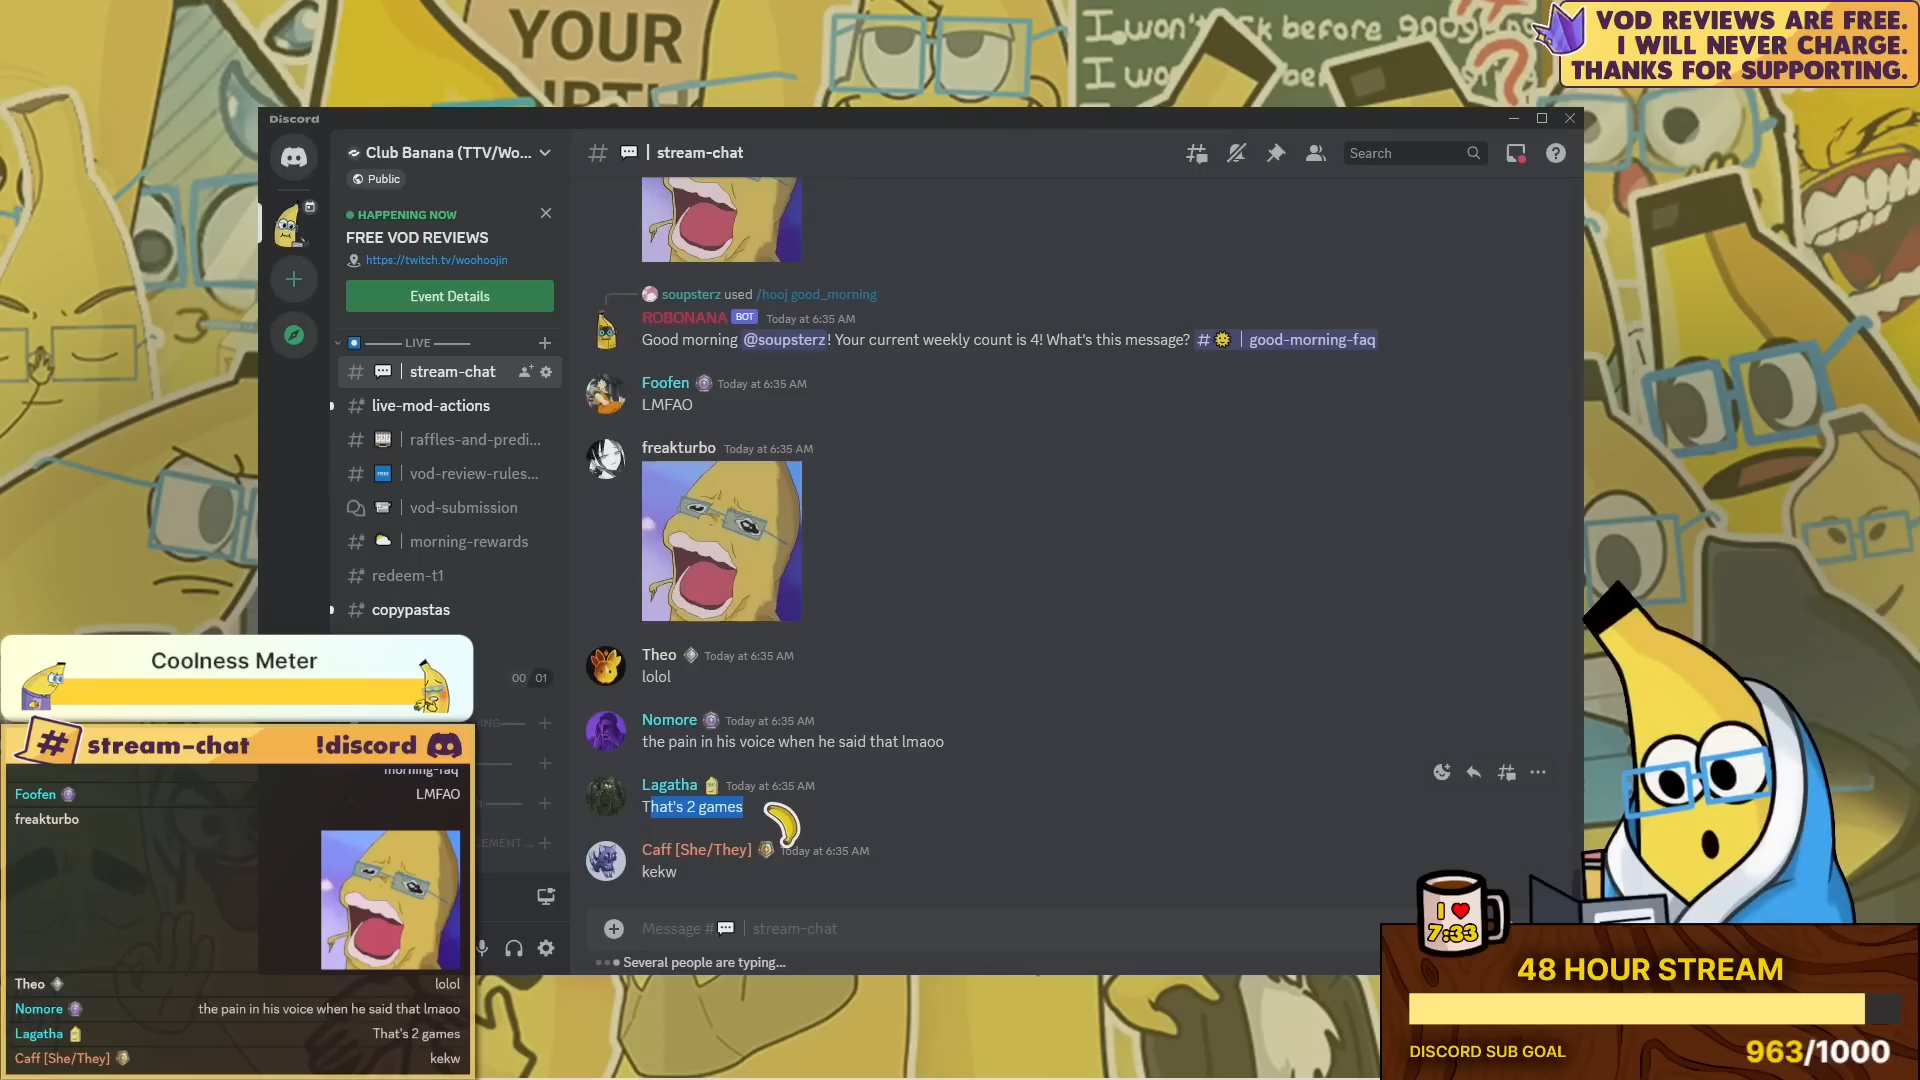 YOUR
VOD REVIEWS ARE FREE.
I WILL NEVER CHARGE.
THANKS FOR SUPPORTING.
Discord
Club Banana (TTV/Wo...
Public
HAPPENING NOW
FREE VOD REVIEWS
https://twitch.tv/woohoojin
Event Details
LIVE
stream-chat
live-mod-actions
raffles-and-predi...
vod-review-rules...
vod-submission
morning-rewards
redeem-t1
copypastas
00 01
| stream-chat
Search
soupsterz used /hooj good_morning
ROBONANA BOT Today at 6:35 AM
Good morning @soupsterz! Your current weekly count is 4! What's this message? # | good-morning-faq
Foofen Today at 6:35 AM
LMFAO
freakturbo Today at 6:35 AM
Theo Today at 6:35 AM
lolol
Nomore Today at 6:35 AM
the pain in his voice when he said that lmaoo
Lagatha Today at 6:35 AM
That's 2 games
Caff [She/They] Today at 6:35 AM
kekw
Message # | stream-chat
Several people are typing...
Coolness Meter
# stream-chat !discord
morning-faq
Foofen LMFAO
freakturbo
Theo lolol
Nomore the pain in his voice when he said that lmaoo
Lagatha That's 2 games
Caff [She/They] kekw
I ♥
7:33
48 HOUR STREAM
DISCORD SUB GOAL 963/1000